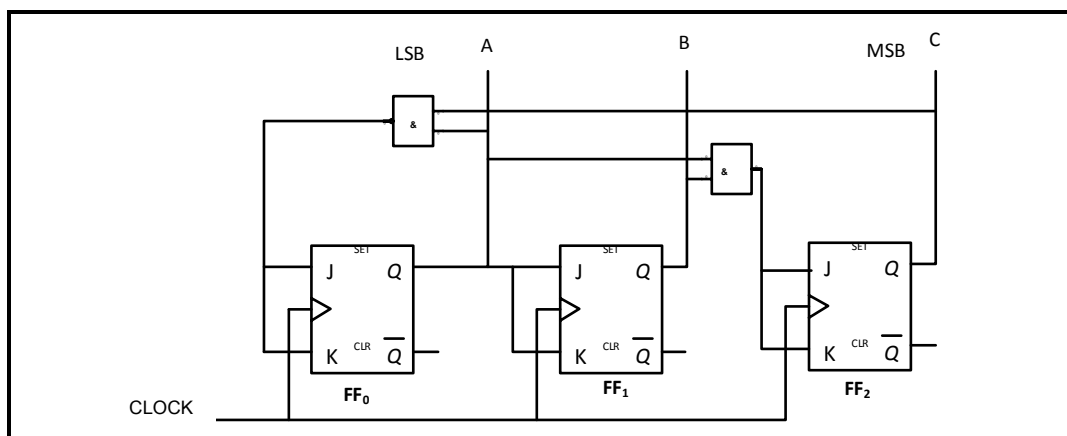 LSB A B MSB C
&
&
SET SET SET
J Q J Q J Q
K CLR Q K CLR Q K CLR Q
FF0 FF1 FF2
CLOCK